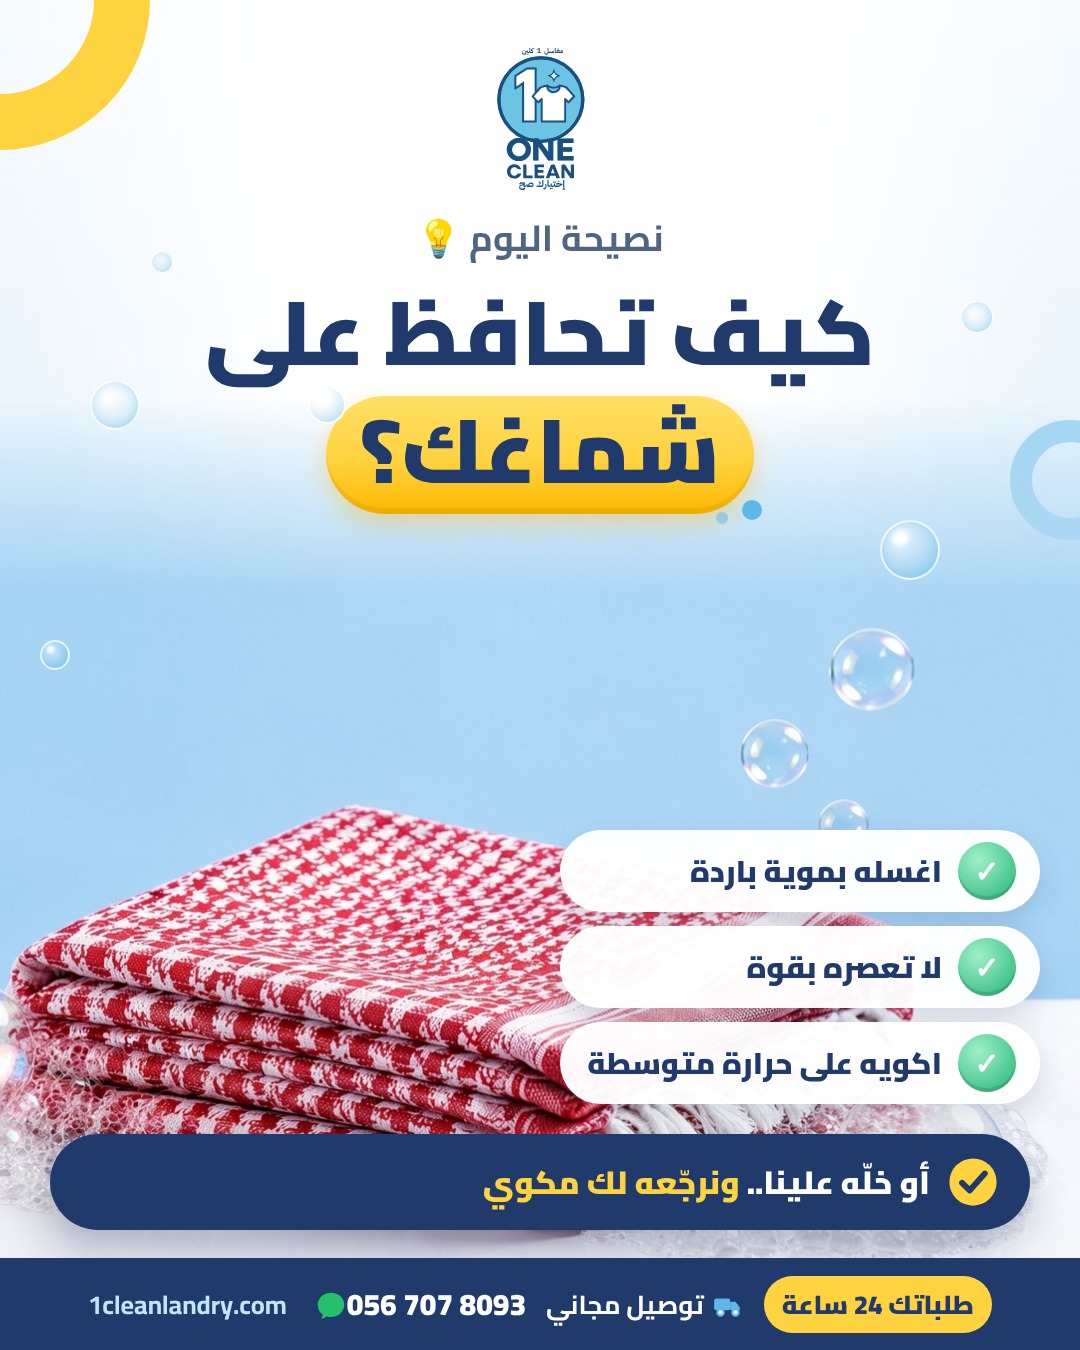 مغاسل 1 كلين
1
ONE
CLEAN
إختيارك صح
نصيحة اليوم 💡
كيف تحافظ على
شماغك؟
✓ اغسله بموية باردة
✓ لا تعصره بقوة
✓ اكويه على حرارة متوسطة
أو خلّه علينا.. ونرجّعه لك مكوي
طلباتك 24 ساعة
توصيل مجاني
056 707 8093
1cleanlandry.com